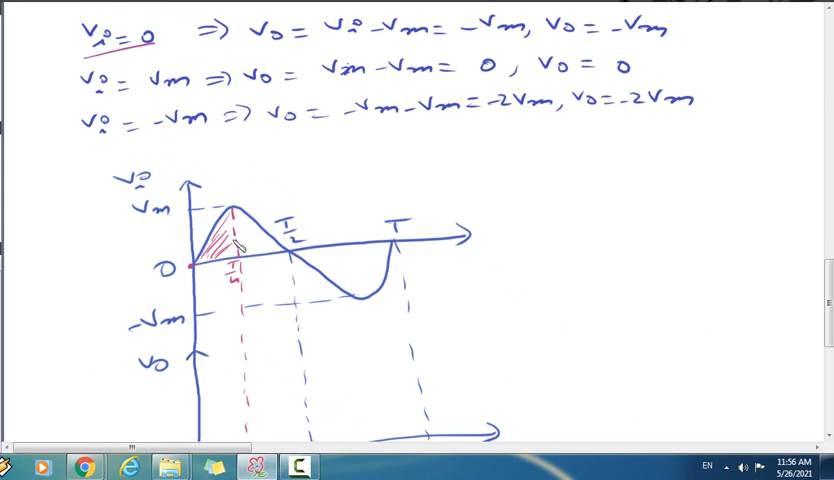 Vi = 0 => Vo = Vi - Vm = -Vm, Vo = -Vm
Vi = Vm => Vo = Vm - Vm = 0, Vo = 0
Vi = -Vm => Vo = -Vm - Vm = -2Vm, Vo = -2Vm
Vi
Vm
T/2
T
0
T/4
-Vm
Vo
EN
11:56 AM
5/26/2021